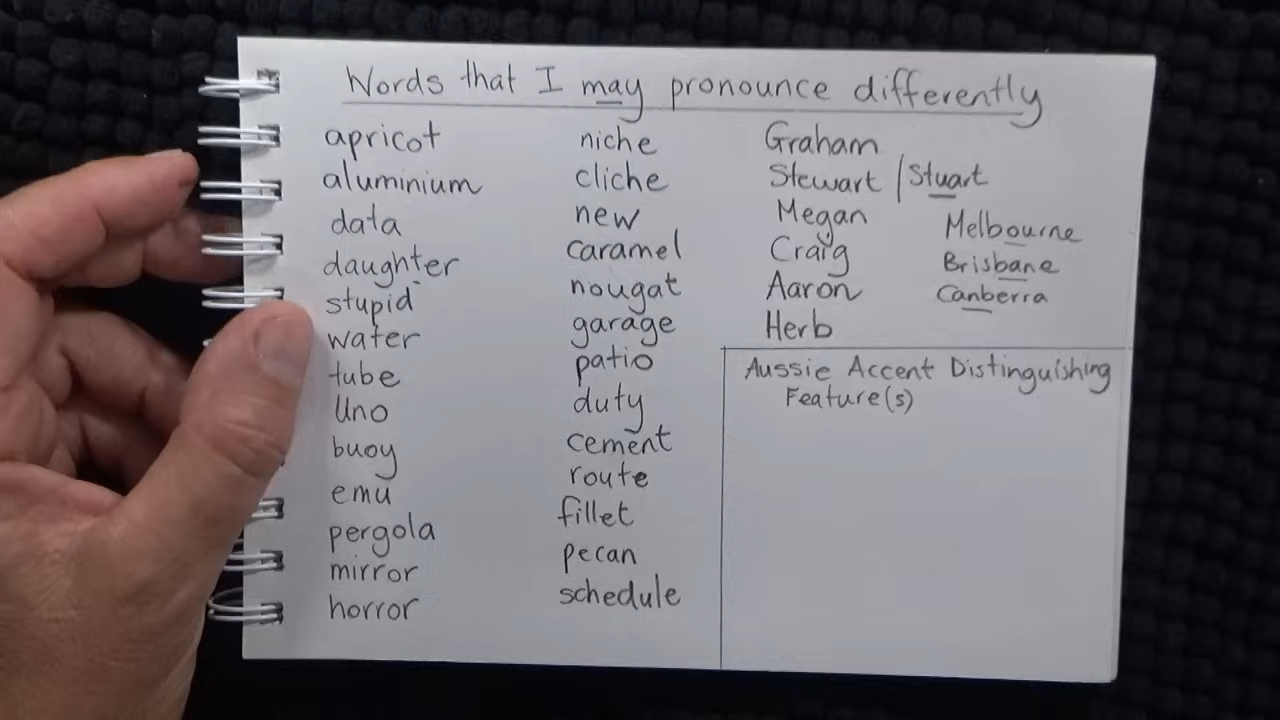 Words that I may pronounce differently
apricot
aluminium
data
daughter
stupid
water
tube
Uno
buoy
emu
pergola
mirror
horror
niche
cliche
new
caramel
nougat
garage
patio
duty
cement
route
fillet
pecan
schedule
Graham
Stewart / Stuart
Megan
Craig
Aaron
Herb
Melbourne
Brisbane
Canberra
Aussie Accent Distinguishing
Feature(s)